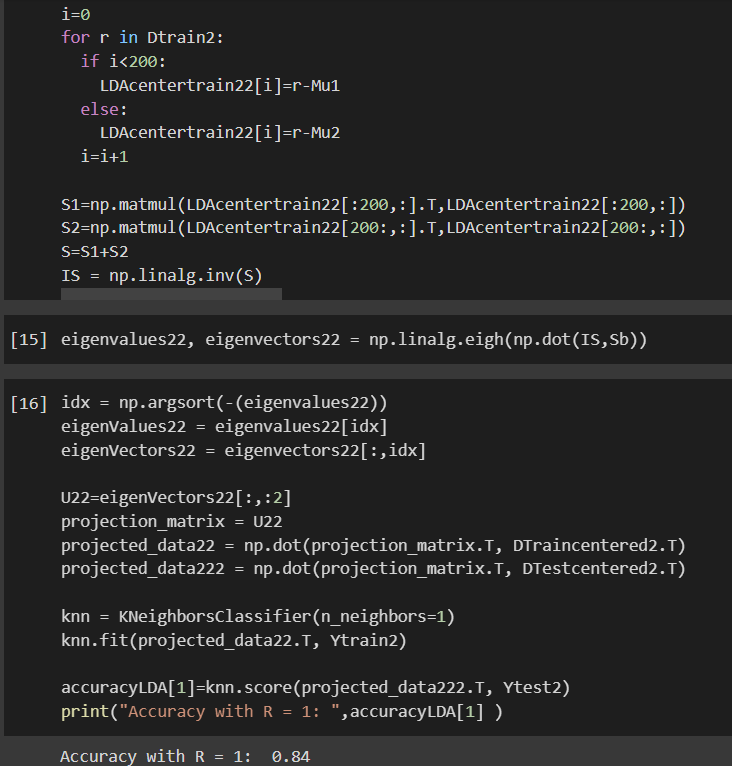 i=0
for r in Dtrain2:
  if i<200:
    LDAcentertrain22[i]=r-Mu1
  else:
    LDAcentertrain22[i]=r-Mu2
  i=i+1
S1=np.matmul(LDAcentertrain22[:200,:].T,LDAcentertrain22[:200,:])
S2=np.matmul(LDAcentertrain22[200:,:].T,LDAcentertrain22[200:,:])
S=S1+S2
IS = np.linalg.inv(S)
[15] eigenvalues22, eigenvectors22 = np.linalg.eigh(np.dot(IS,Sb))
[16] idx = np.argsort(-(eigenvalues22))
eigenValues22 = eigenvalues22[idx]
eigenVectors22 = eigenvectors22[:,idx]
U22=eigenVectors22[:,:2]
projection_matrix = U22
projected_data22 = np.dot(projection_matrix.T, DTraincentered2.T)
projected_data222 = np.dot(projection_matrix.T, DTestcentered2.T)
knn = KNeighborsClassifier(n_neighbors=1)
knn.fit(projected_data22.T, Ytrain2)
accuracyLDA[1]=knn.score(projected_data222.T, Ytest2)
print("Accuracy with R = 1: ",accuracyLDA[1] )
Accuracy with R = 1:  0.84